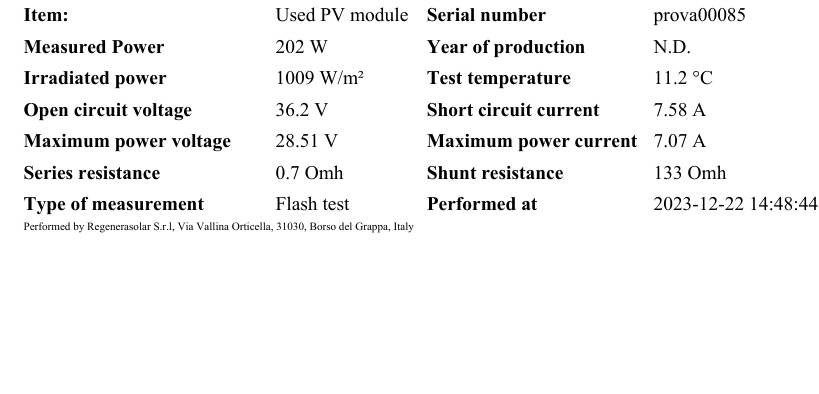 Item: Used PV module Serial number prova00085
Measured Power 202 W Year of production N.D.
Irradiated power 1009 W/m² Test temperature 11.2 °C
Open circuit voltage 36.2 V Short circuit current 7.58 A
Maximum power voltage 28.51 V Maximum power current 7.07 A
Series resistance 0.7 Omh Shunt resistance 133 Omh
Type of measurement Flash test Performed at 2023-12-22 14:48:44
Performed by Regenerasolar S.r.l, Via Vallina Orticella, 31030, Borso del Grappa, Italy